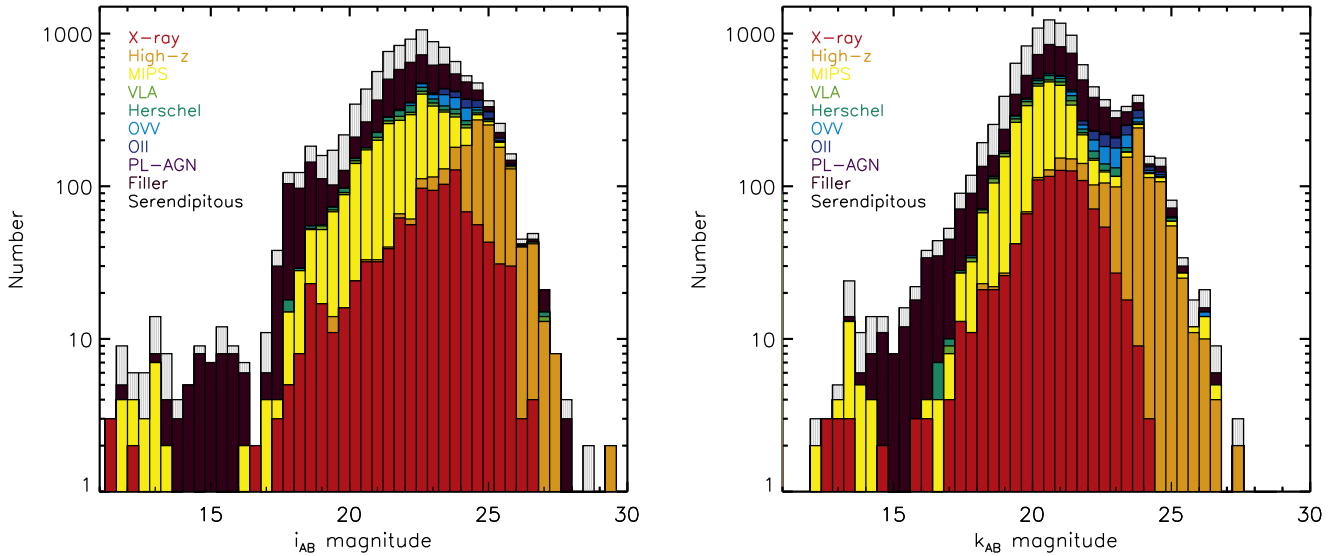 1000
100
10
1
Number
X-ray
High-z
MIPS
VLA
Herschel
OVV
OII
PL-AGN
Filler
Serendipitous
15 20 25 30
i_AB magnitude
1000
100
10
1
Number
X-ray
High-z
MIPS
VLA
Herschel
OVV
OII
PL-AGN
Filler
Serendipitous
15 20 25 30
k_AB magnitude